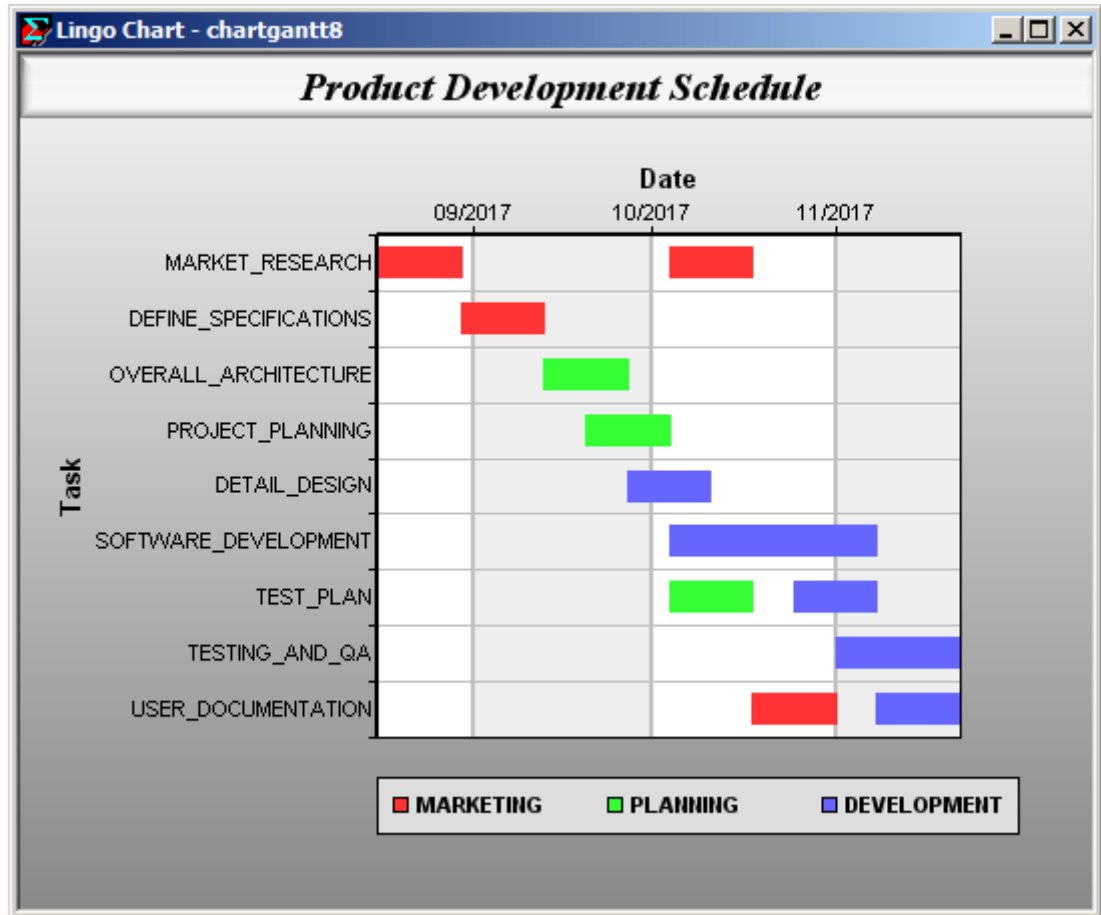 Lingo Chart - chartgantt8
Product Development Schedule
Date
09/2017 10/2017 11/2017
MARKET_RESEARCH
DEFINE_SPECIFICATIONS
OVERALL_ARCHITECTURE
PROJECT_PLANNING
DETAIL_DESIGN
Task
SOFTWARE_DEVELOPMENT
TEST_PLAN
TESTING_AND_QA
USER_DOCUMENTATION
MARKETING PLANNING DEVELOPMENT